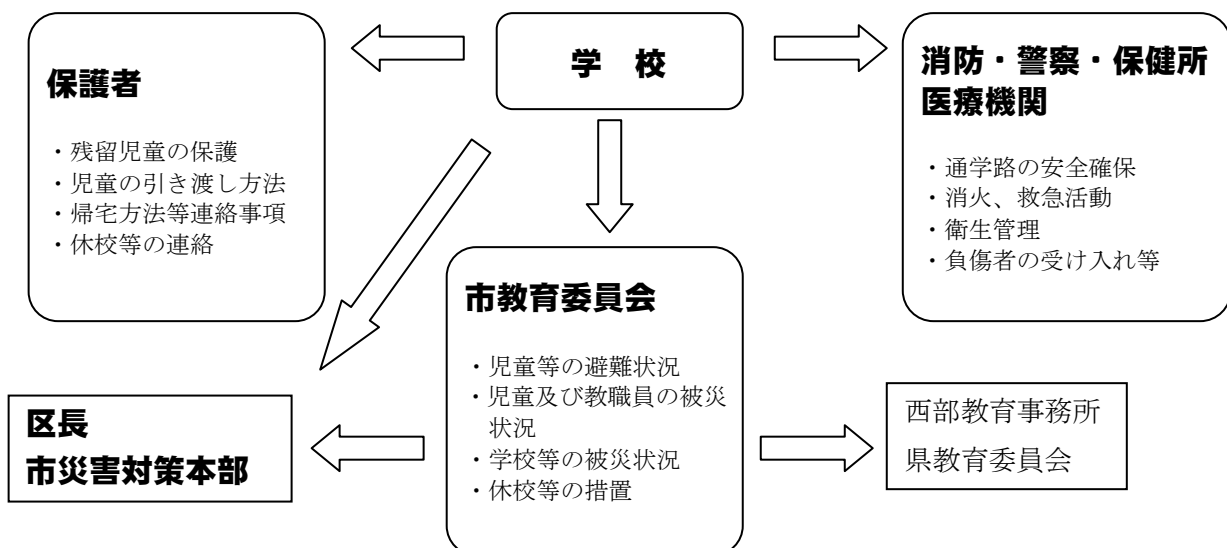 学　校
保護者
・残留児童の保護
・児童の引き渡し方法
・帰宅方法等連絡事項
・休校等の連絡
消防・警察・保健所
医療機関
・通学路の安全確保
・消火、救急活動
・衛生管理
・負傷者の受け入れ等
市教育委員会
・児童等の避難状況
・児童及び教職員の被災
状況
・学校等の被災状況
・休校等の措置
区長
市災害対策本部
西部教育事務所
県教育委員会